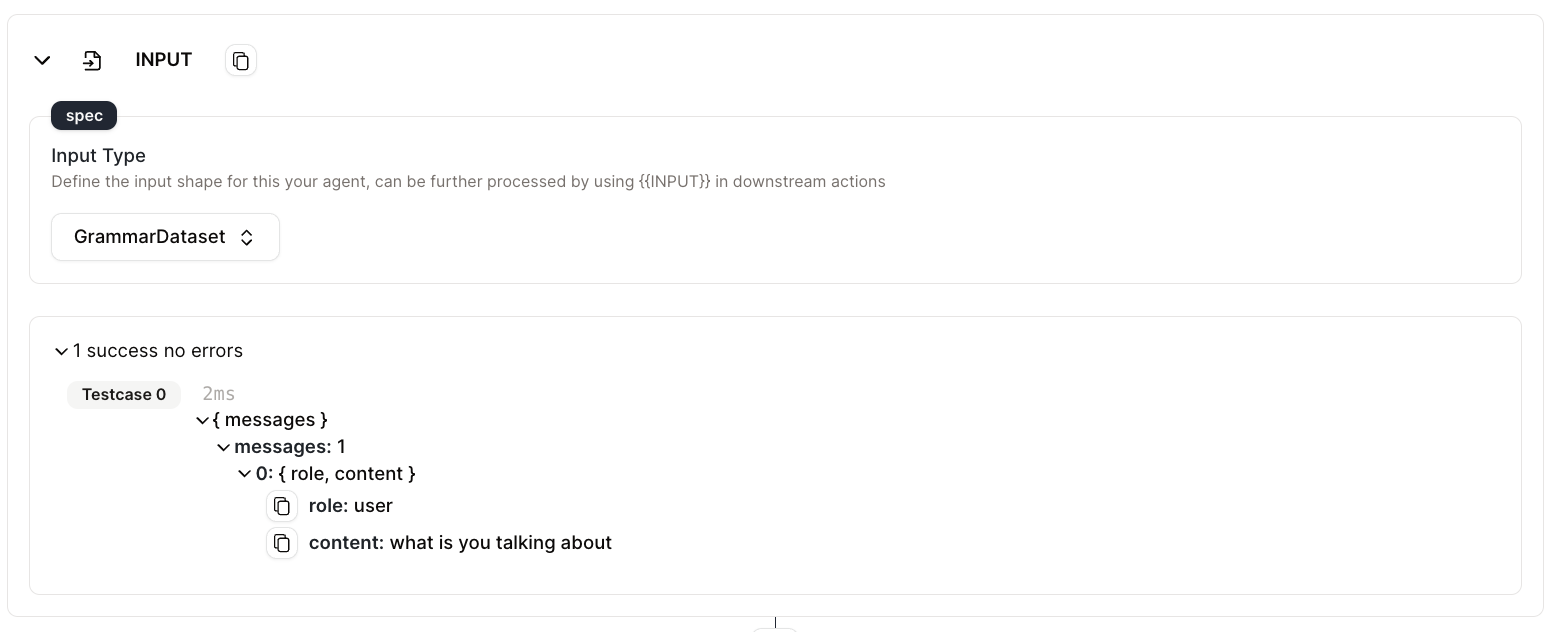 INPUT
spec
Input Type
Define the input shape for this your agent, can be further processed by using {{INPUT}} in downstream actions
GrammarDataset
1 success no errors
Testcase 0 2ms
{ messages }
messages: 1
0: { role, content }
role: user
content: what is you talking about